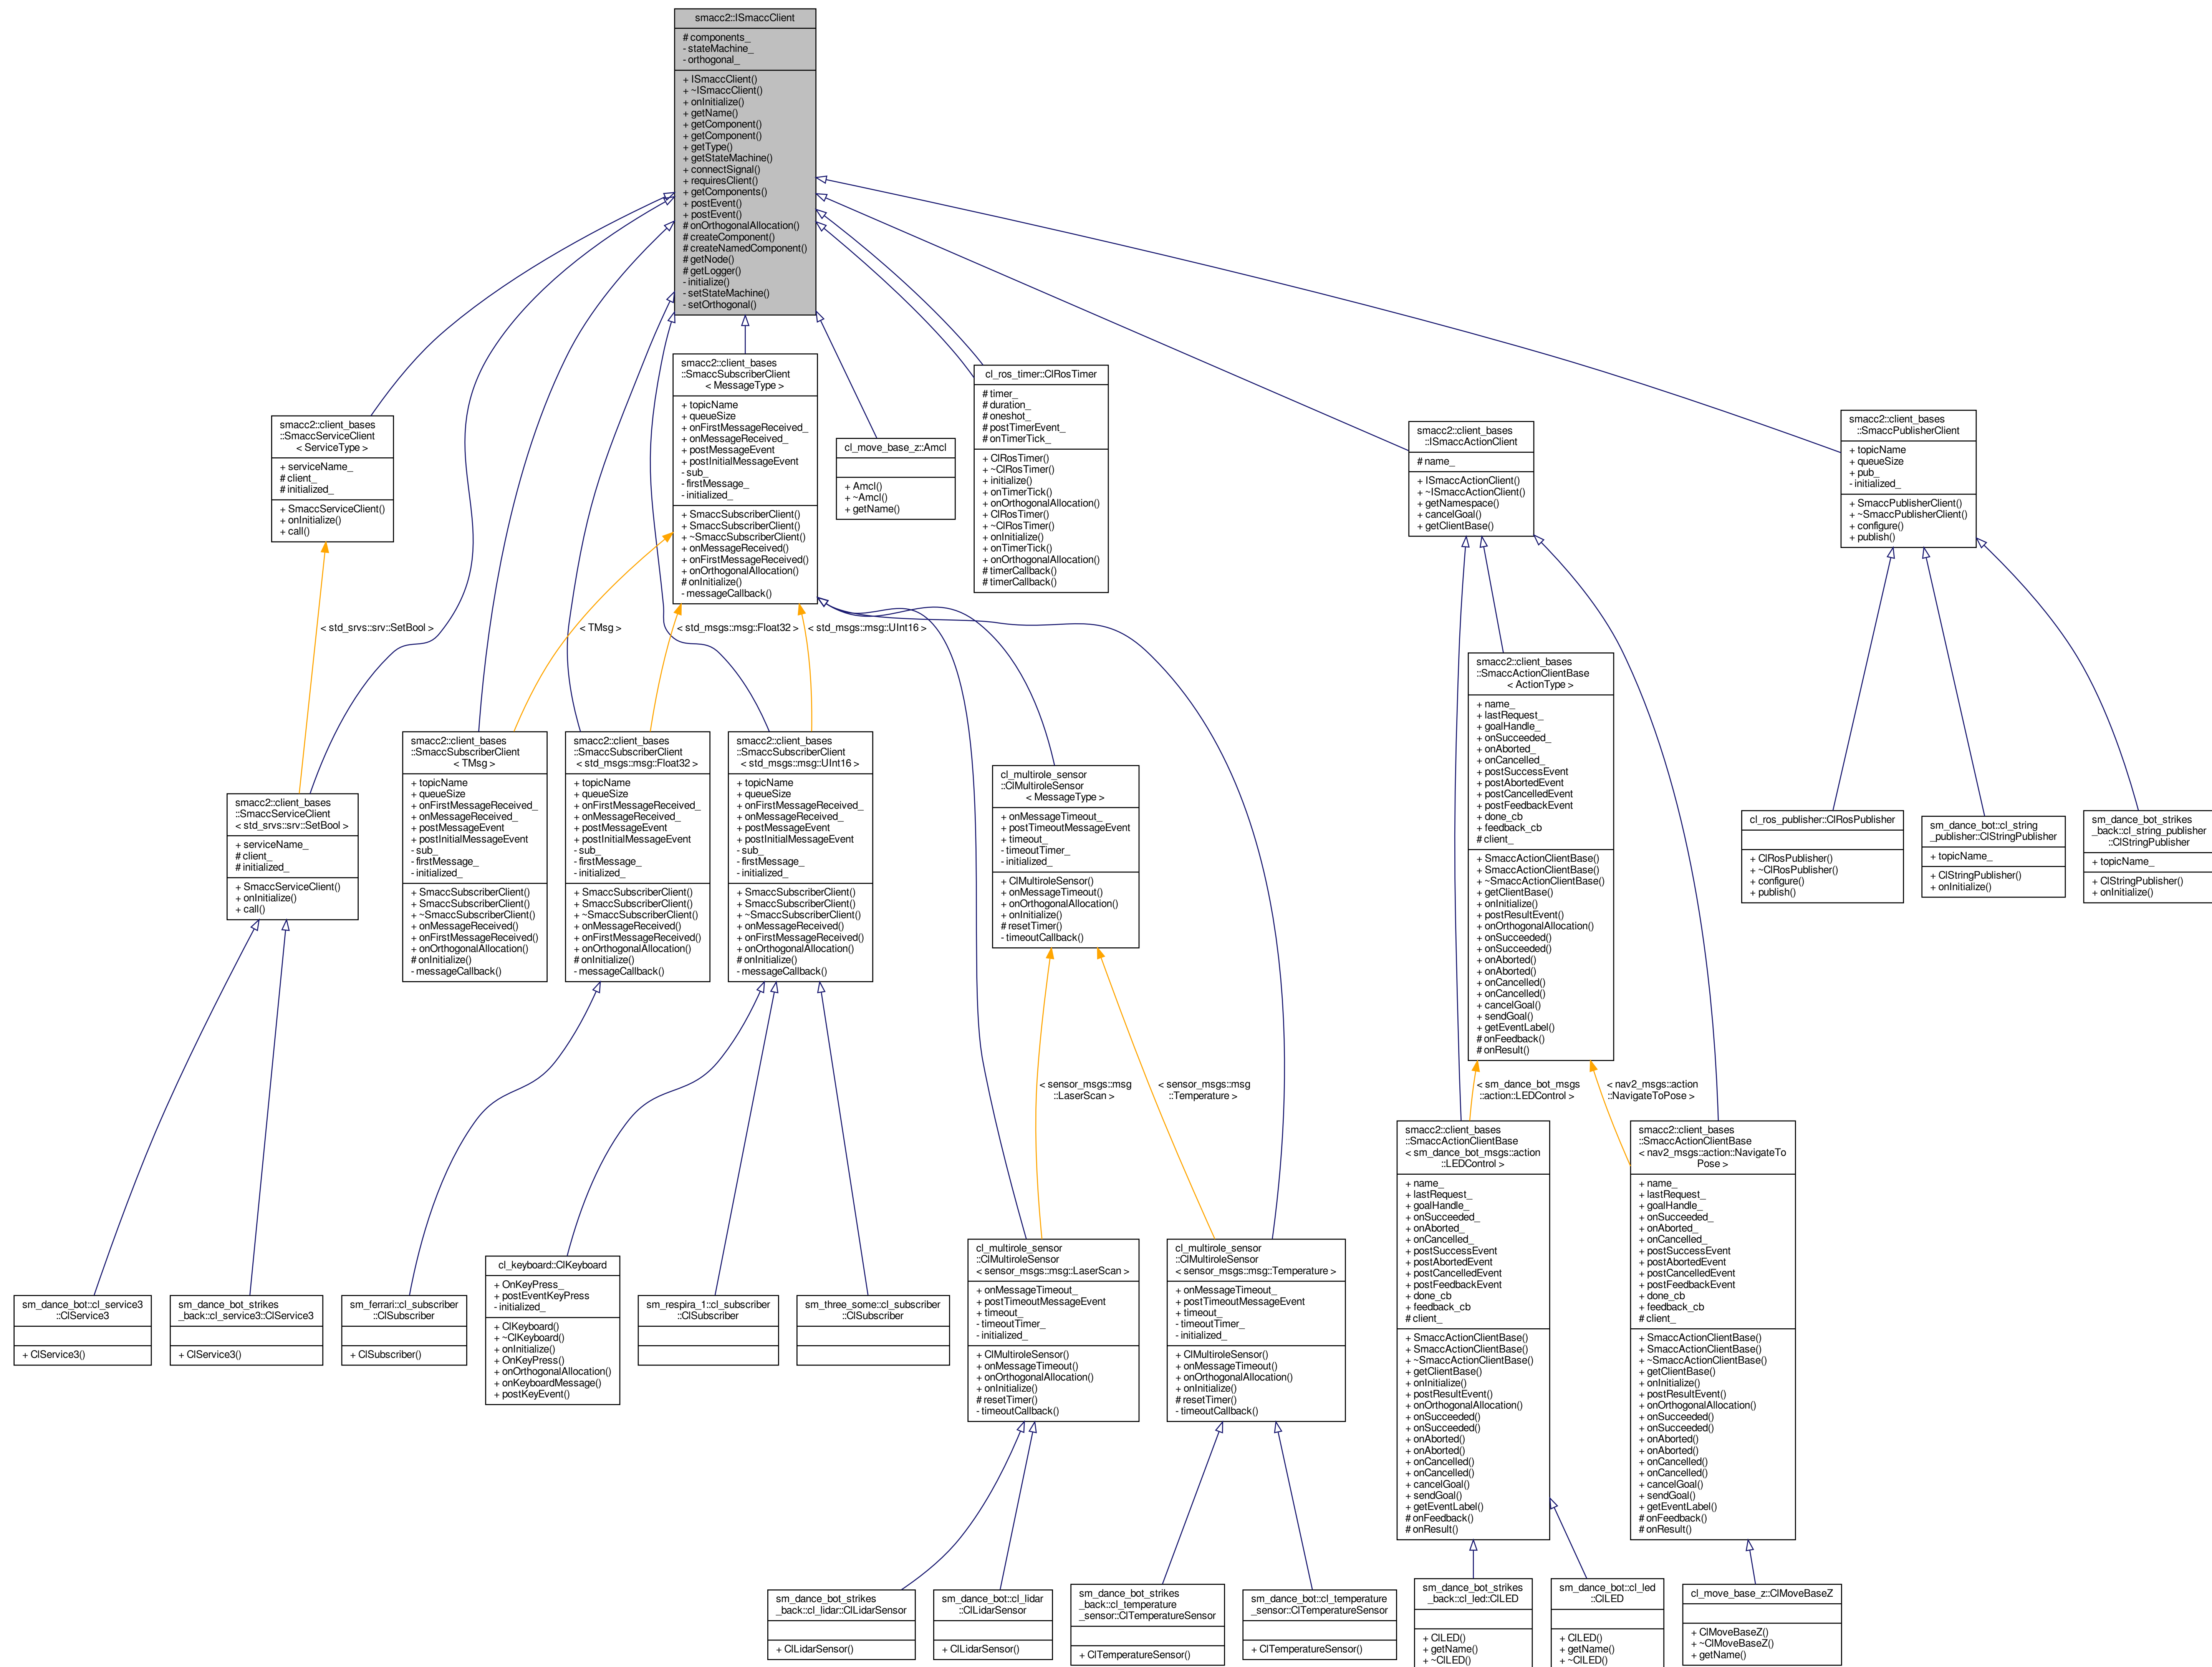 smacc2::ISmaccClient
# components_
- stateMachine_
- orthogonal_
+ ISmaccClient()
+ ~ISmaccClient()
+ onInitialize()
+ getName()
+ getComponent()
+ getComponent()
+ getType()
+ getStateMachine()
+ connectSignal()
+ requiresClient()
+ getComponents()
+ postEvent()
+ postEvent()
# onOrthogonalAllocation()
# createComponent()
# createNamedComponent()
# getNode()
# getLogger()
- initialize()
- setStateMachine()
- setOrthogonal()
smacc2::client_bases
::SmaccServiceClient
< ServiceType >
+ serviceName_
# client_
# initialized_
+ SmaccServiceClient()
+ onInitialize()
+ call()
smacc2::client_bases
::SmaccSubscriberClient
< MessageType >
+ topicName
+ queueSize
+ onFirstMessageReceived_
+ onMessageReceived_
+ postMessageEvent
+ postInitialMessageEvent
- sub_
- firstMessage_
- initialized_
+ SmaccSubscriberClient()
+ SmaccSubscriberClient()
+ ~SmaccSubscriberClient()
+ onMessageReceived()
+ onFirstMessageReceived()
+ onOrthogonalAllocation()
# onInitialize()
- messageCallback()
cl_move_base_z::Amcl
+ Amcl()
+ ~Amcl()
+ getName()
cl_ros_timer::ClRosTimer
# timer_
# duration_
# oneshot_
# postTimerEvent_
# onTimerTick_
+ ClRosTimer()
+ ~ClRosTimer()
+ initialize()
+ onTimerTick()
+ onOrthogonalAllocation()
+ ClRosTimer()
+ ~ClRosTimer()
+ onInitialize()
+ onTimerTick()
+ onOrthogonalAllocation()
# timerCallback()
# timerCallback()
smacc2::client_bases
::ISmaccActionClient
# name_
+ ISmaccActionClient()
+ ~ISmaccActionClient()
+ getNamespace()
+ cancelGoal()
+ getClientBase()
smacc2::client_bases
::SmaccPublisherClient
+ topicName
+ queueSize
+ pub_
- initialized_
+ SmaccPublisherClient()
+ ~SmaccPublisherClient()
+ configure()
+ publish()
< std_srvs::srv::SetBool >
< TMsg >
< std_msgs::msg::Float32 >
< std_msgs::msg::UInt16 >
smacc2::client_bases
::SmaccServiceClient
< std_srvs::srv::SetBool >
+ serviceName_
# client_
# initialized_
+ SmaccServiceClient()
+ onInitialize()
+ call()
smacc2::client_bases
::SmaccSubscriberClient
< TMsg >
+ topicName
+ queueSize
+ onFirstMessageReceived_
+ onMessageReceived_
+ postMessageEvent
+ postInitialMessageEvent
- sub_
- firstMessage_
- initialized_
+ SmaccSubscriberClient()
+ SmaccSubscriberClient()
+ ~SmaccSubscriberClient()
+ onMessageReceived()
+ onFirstMessageReceived()
+ onOrthogonalAllocation()
# onInitialize()
- messageCallback()
smacc2::client_bases
::SmaccSubscriberClient
< std_msgs::msg::Float32 >
+ topicName
+ queueSize
+ onFirstMessageReceived_
+ onMessageReceived_
+ postMessageEvent
+ postInitialMessageEvent
- sub_
- firstMessage_
- initialized_
+ SmaccSubscriberClient()
+ SmaccSubscriberClient()
+ ~SmaccSubscriberClient()
+ onMessageReceived()
+ onFirstMessageReceived()
+ onOrthogonalAllocation()
# onInitialize()
- messageCallback()
smacc2::client_bases
::SmaccSubscriberClient
< std_msgs::msg::UInt16 >
+ topicName
+ queueSize
+ onFirstMessageReceived_
+ onMessageReceived_
+ postMessageEvent
+ postInitialMessageEvent
- sub_
- firstMessage_
- initialized_
+ SmaccSubscriberClient()
+ SmaccSubscriberClient()
+ ~SmaccSubscriberClient()
+ onMessageReceived()
+ onFirstMessageReceived()
+ onOrthogonalAllocation()
# onInitialize()
- messageCallback()
cl_multirole_sensor
::ClMultiroleSensor
< MessageType >
+ onMessageTimeout_
+ postTimeoutMessageEvent
+ timeout_
- timeoutTimer_
- initialized_
+ ClMultiroleSensor()
+ onMessageTimeout()
+ onOrthogonalAllocation()
+ onInitialize()
# resetTimer()
- timeoutCallback()
smacc2::client_bases
::SmaccActionClientBase
< ActionType >
+ name_
+ lastRequest_
+ goalHandle_
+ onSucceeded_
+ onAborted_
+ onCancelled_
+ postSuccessEvent
+ postAbortedEvent
+ postCancelledEvent
+ postFeedbackEvent
+ done_cb
+ feedback_cb
# client_
+ SmaccActionClientBase()
+ SmaccActionClientBase()
+ ~SmaccActionClientBase()
+ getClientBase()
+ onInitialize()
+ postResultEvent()
+ onOrthogonalAllocation()
+ onSucceeded()
+ onSucceeded()
+ onAborted()
+ onAborted()
+ onCancelled()
+ onCancelled()
+ cancelGoal()
+ sendGoal()
+ getEventLabel()
# onFeedback()
# onResult()
cl_ros_publisher::ClRosPublisher
+ ClRosPublisher()
+ ~ClRosPublisher()
+ configure()
+ publish()
sm_dance_bot::cl_string
_publisher::ClStringPublisher
+ topicName_
+ ClStringPublisher()
+ onInitialize()
sm_dance_bot_strikes
_back::cl_string_publisher
::ClStringPublisher
+ topicName_
+ ClStringPublisher()
+ onInitialize()
< sensor_msgs::msg
::LaserScan >
< sensor_msgs::msg
::Temperature >
< sm_dance_bot_msgs
::action::LEDControl >
< nav2_msgs::action
::NavigateToPose >
sm_dance_bot::cl_service3
::ClService3
+ ClService3()
sm_dance_bot_strikes
_back::cl_service3::ClService3
+ ClService3()
sm_ferrari::cl_subscriber
::ClSubscriber
+ ClSubscriber()
cl_keyboard::ClKeyboard
+ OnKeyPress_
+ postEventKeyPress
- initialized_
+ ClKeyboard()
+ ~ClKeyboard()
+ onInitialize()
+ OnKeyPress()
+ onOrthogonalAllocation()
+ onKeyboardMessage()
+ postKeyEvent()
sm_respira_1::cl_subscriber
::ClSubscriber
sm_three_some::cl_subscriber
::ClSubscriber
cl_multirole_sensor
::ClMultiroleSensor
< sensor_msgs::msg::LaserScan >
+ onMessageTimeout_
+ postTimeoutMessageEvent
+ timeout_
- timeoutTimer_
- initialized_
+ ClMultiroleSensor()
+ onMessageTimeout()
+ onOrthogonalAllocation()
+ onInitialize()
# resetTimer()
- timeoutCallback()
cl_multirole_sensor
::ClMultiroleSensor
< sensor_msgs::msg::Temperature >
+ onMessageTimeout_
+ postTimeoutMessageEvent
+ timeout_
- timeoutTimer_
- initialized_
+ ClMultiroleSensor()
+ onMessageTimeout()
+ onOrthogonalAllocation()
+ onInitialize()
# resetTimer()
- timeoutCallback()
smacc2::client_bases
::SmaccActionClientBase
< sm_dance_bot_msgs::action
::LEDControl >
+ name_
+ lastRequest_
+ goalHandle_
+ onSucceeded_
+ onAborted_
+ onCancelled_
+ postSuccessEvent
+ postAbortedEvent
+ postCancelledEvent
+ postFeedbackEvent
+ done_cb
+ feedback_cb
# client_
+ SmaccActionClientBase()
+ SmaccActionClientBase()
+ ~SmaccActionClientBase()
+ getClientBase()
+ onInitialize()
+ postResultEvent()
+ onOrthogonalAllocation()
+ onSucceeded()
+ onSucceeded()
+ onAborted()
+ onAborted()
+ onCancelled()
+ onCancelled()
+ cancelGoal()
+ sendGoal()
+ getEventLabel()
# onFeedback()
# onResult()
smacc2::client_bases
::SmaccActionClientBase
< nav2_msgs::action::NavigateTo
Pose >
+ name_
+ lastRequest_
+ goalHandle_
+ onSucceeded_
+ onAborted_
+ onCancelled_
+ postSuccessEvent
+ postAbortedEvent
+ postCancelledEvent
+ postFeedbackEvent
+ done_cb
+ feedback_cb
# client_
+ SmaccActionClientBase()
+ SmaccActionClientBase()
+ ~SmaccActionClientBase()
+ getClientBase()
+ onInitialize()
+ postResultEvent()
+ onOrthogonalAllocation()
+ onSucceeded()
+ onSucceeded()
+ onAborted()
+ onAborted()
+ onCancelled()
+ onCancelled()
+ cancelGoal()
+ sendGoal()
+ getEventLabel()
# onFeedback()
# onResult()
sm_dance_bot_strikes
_back::cl_lidar::ClLidarSensor
+ ClLidarSensor()
sm_dance_bot::cl_lidar
::ClLidarSensor
+ ClLidarSensor()
sm_dance_bot_strikes
_back::cl_temperature
_sensor::ClTemperatureSensor
+ ClTemperatureSensor()
sm_dance_bot::cl_temperature
_sensor::ClTemperatureSensor
+ ClTemperatureSensor()
sm_dance_bot_strikes
_back::cl_led::ClLED
+ ClLED()
+ getName()
+ ~ClLED()
sm_dance_bot::cl_led
::ClLED
+ ClLED()
+ getName()
+ ~ClLED()
cl_move_base_z::ClMoveBaseZ
+ ClMoveBaseZ()
+ ~ClMoveBaseZ()
+ getName()